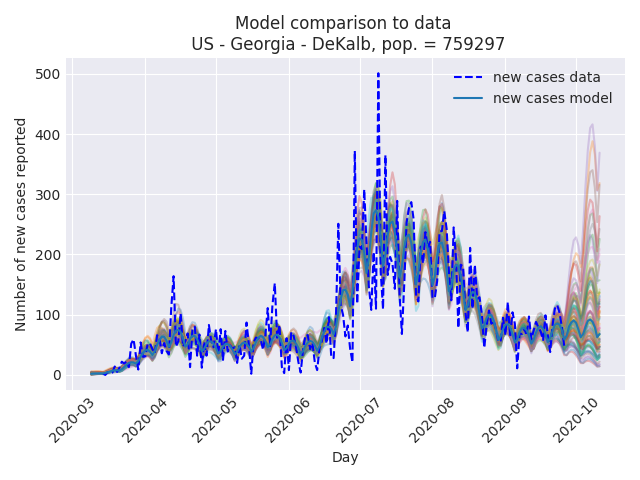 Model comparison to data
US - Georgia - DeKalb, pop. = 759297
new cases data
new cases model
Number of new cases reported
500
400
300
200
100
0
2020-03
2020-04
2020-05
2020-06
2020-07
2020-08
2020-09
2020-10
Day